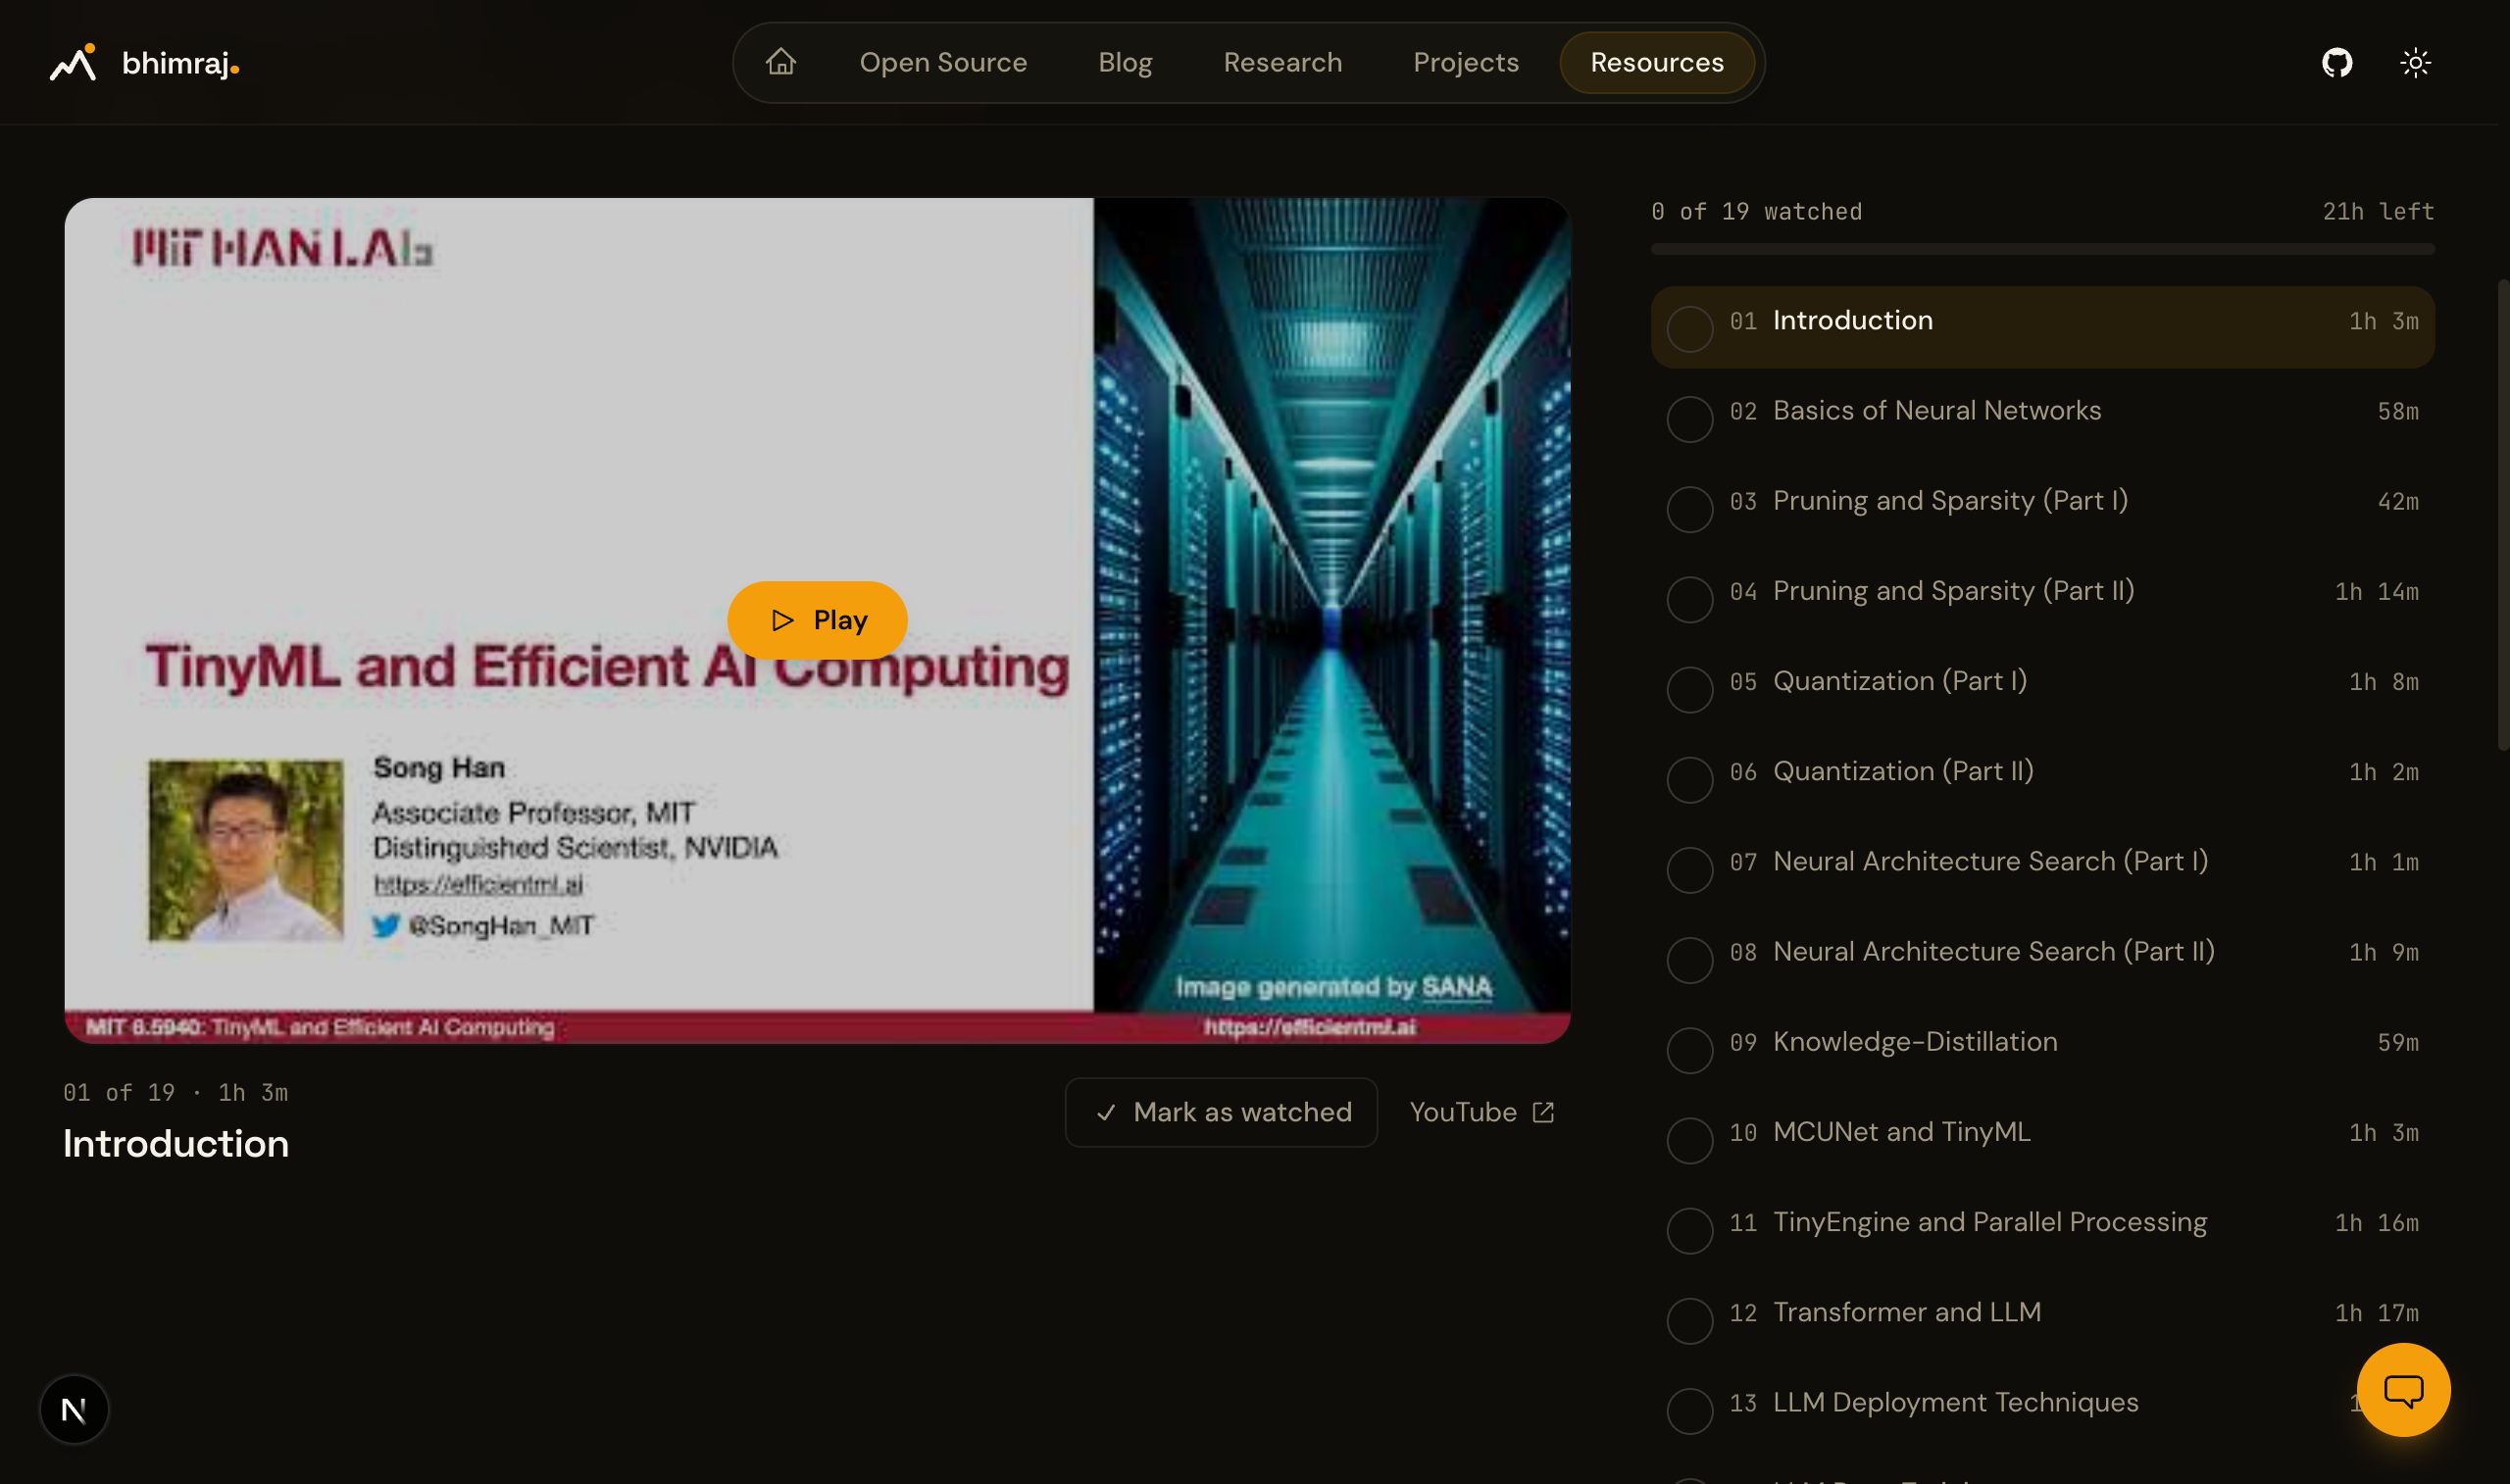 bhimraj.
Open Source
Blog
Research
Projects
Resources
MIT HAN LAB
Play
TinyML and Efficient AI Computing
Song Han
Associate Professor, MIT
Distinguished Scientist, NVIDIA
https://efficientml.ai
@SongHan_MIT
Image generated by SANA
MIT 6.5940: TinyML and Efficient AI Computing
https://efficientml.ai
01 of 19 · 1h 3m
Introduction
Mark as watched
YouTube
0 of 19 watched
21h left
01 Introduction 1h 3m
02 Basics of Neural Networks 58m
03 Pruning and Sparsity (Part I) 42m
04 Pruning and Sparsity (Part II) 1h 14m
05 Quantization (Part I) 1h 8m
06 Quantization (Part II) 1h 2m
07 Neural Architecture Search (Part I) 1h 1m
08 Neural Architecture Search (Part II) 1h 9m
09 Knowledge-Distillation 59m
10 MCUNet and TinyML 1h 3m
11 TinyEngine and Parallel Processing 1h 16m
12 Transformer and LLM 1h 17m
13 LLM Deployment Techniques
N